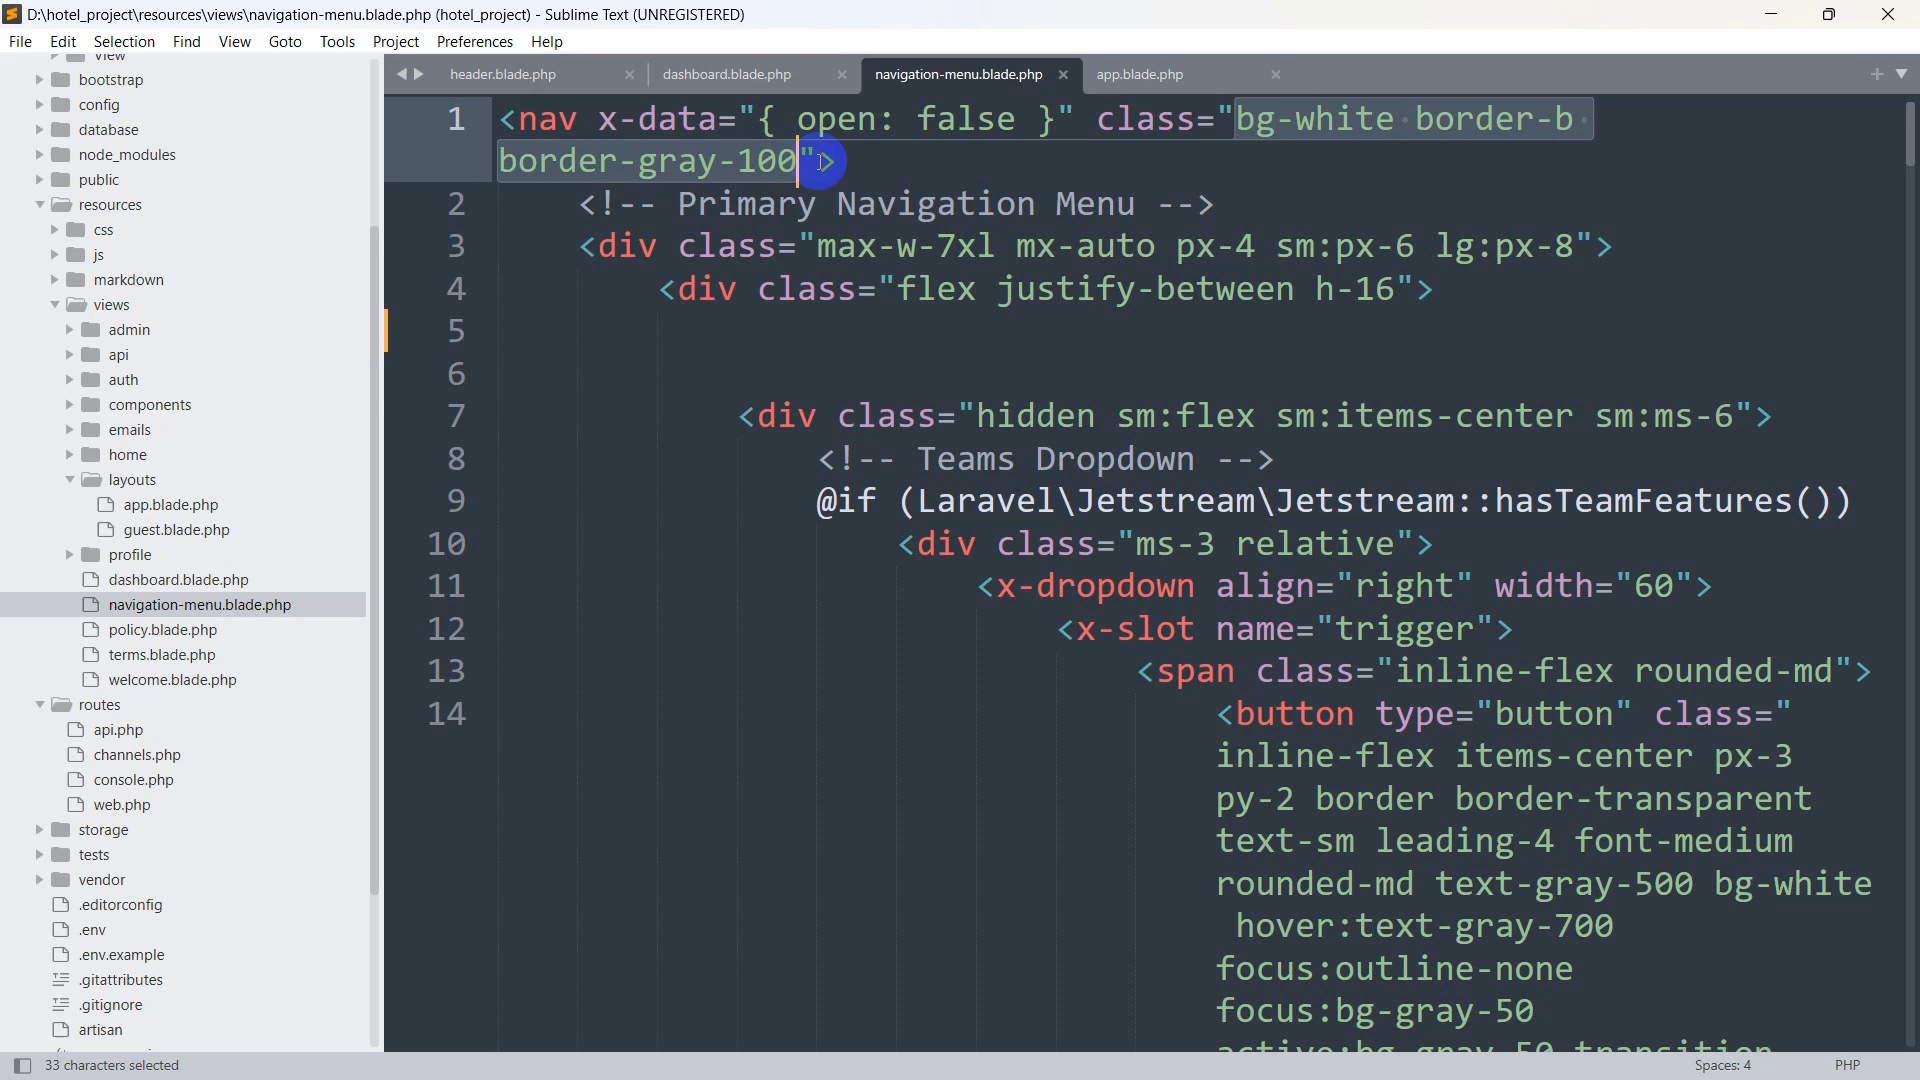 D:\hotel_project\resources\views\navigation-menu.blade.php (hotel_project) - Sublime Text (UNREGISTERED)
File Edit Selection Find View Goto Tools Project Preferences Help
View
bootstrap
config
database
node_modules
public
resources
css
js
markdown
views
admin
api
auth
components
emails
home
layouts
app.blade.php
guest.blade.php
profile
dashboard.blade.php
navigation-menu.blade.php
policy.blade.php
terms.blade.php
welcome.blade.php
routes
api.php
channels.php
console.php
web.php
storage
tests
vendor
.editorconfig
.env
.env.example
.gitattributes
.gitignore
artisan
header.blade.php dashboard.blade.php navigation-menu.blade.php app.blade.php
1 <nav x-data="{ open: false }" class="bg-white border-b
border-gray-100">
2 <!-- Primary Navigation Menu -->
3 <div class="max-w-7xl mx-auto px-4 sm:px-6 lg:px-8">
4 <div class="flex justify-between h-16">
5
6
7 <div class="hidden sm:flex sm:items-center sm:ms-6">
8 <!-- Teams Dropdown -->
9 @if (Laravel\Jetstream\Jetstream::hasTeamFeatures())
10 <div class="ms-3 relative">
11 <x-dropdown align="right" width="60">
12 <x-slot name="trigger">
13 <span class="inline-flex rounded-md">
14 <button type="button" class="
inline-flex items-center px-3
py-2 border border-transparent
text-sm leading-4 font-medium
rounded-md text-gray-500 bg-white
hover:text-gray-700
focus:outline-none
focus:bg-gray-50
active:bg-gray-50 transition
33 characters selected Spaces: 4 PHP